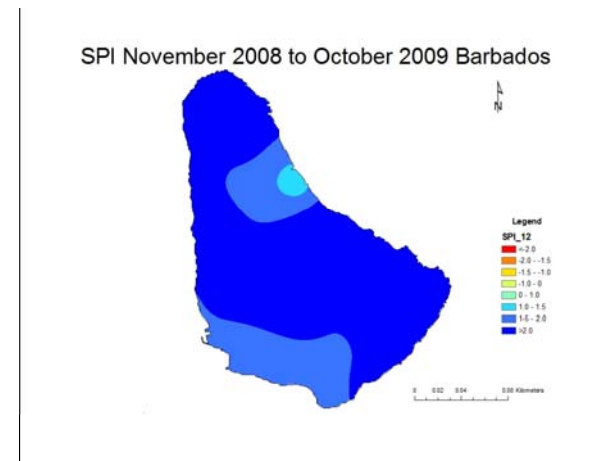 SPI November 2008 to October 2009 Barbados
N
Legend
SPI_12
<-2.0
-2.0 - -1.5
-1.5 - -1.0
-1.0 - 0
0 - 1.0
1.0 - 1.5
1.5 - 2.0
>2.0
0 0.02 0.04 0.08 Kilometers